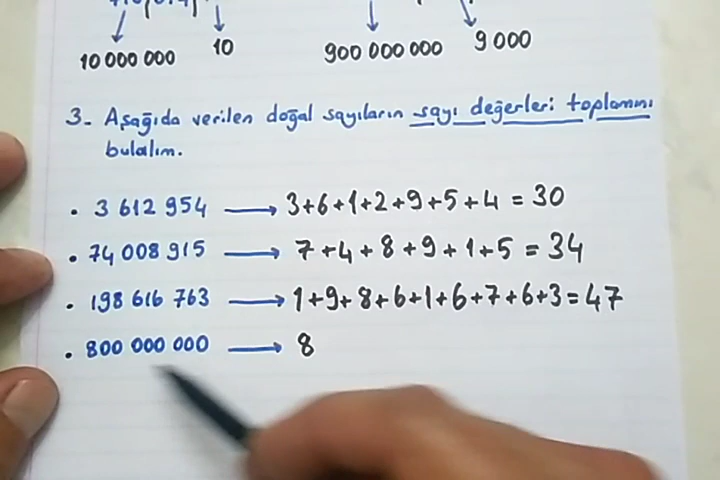 10 000 000 10 900 000 000 9 000
3- Aşağıda verilen doğal sayıların sayı değerleri toplamını
bulalım.
• 3 612 954 → 3+6+1+2+9+5+4 = 30
• 74 008 915 → 7+4+8+9+1+5 = 34
• 198 616 763 → 1+9+8+6+1+6+7+6+3=47
• 800 000 000 → 8